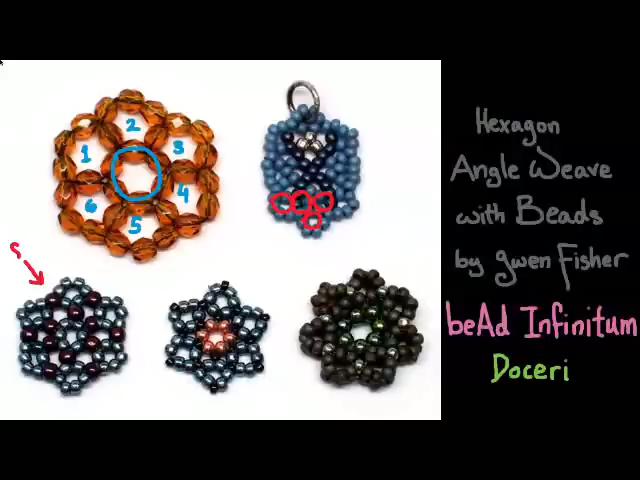 2
1
3
6
4
5
S
Hexagon
Angle Weave
with Beads
by Gwen Fisher
beAd Infinitum
Doceri